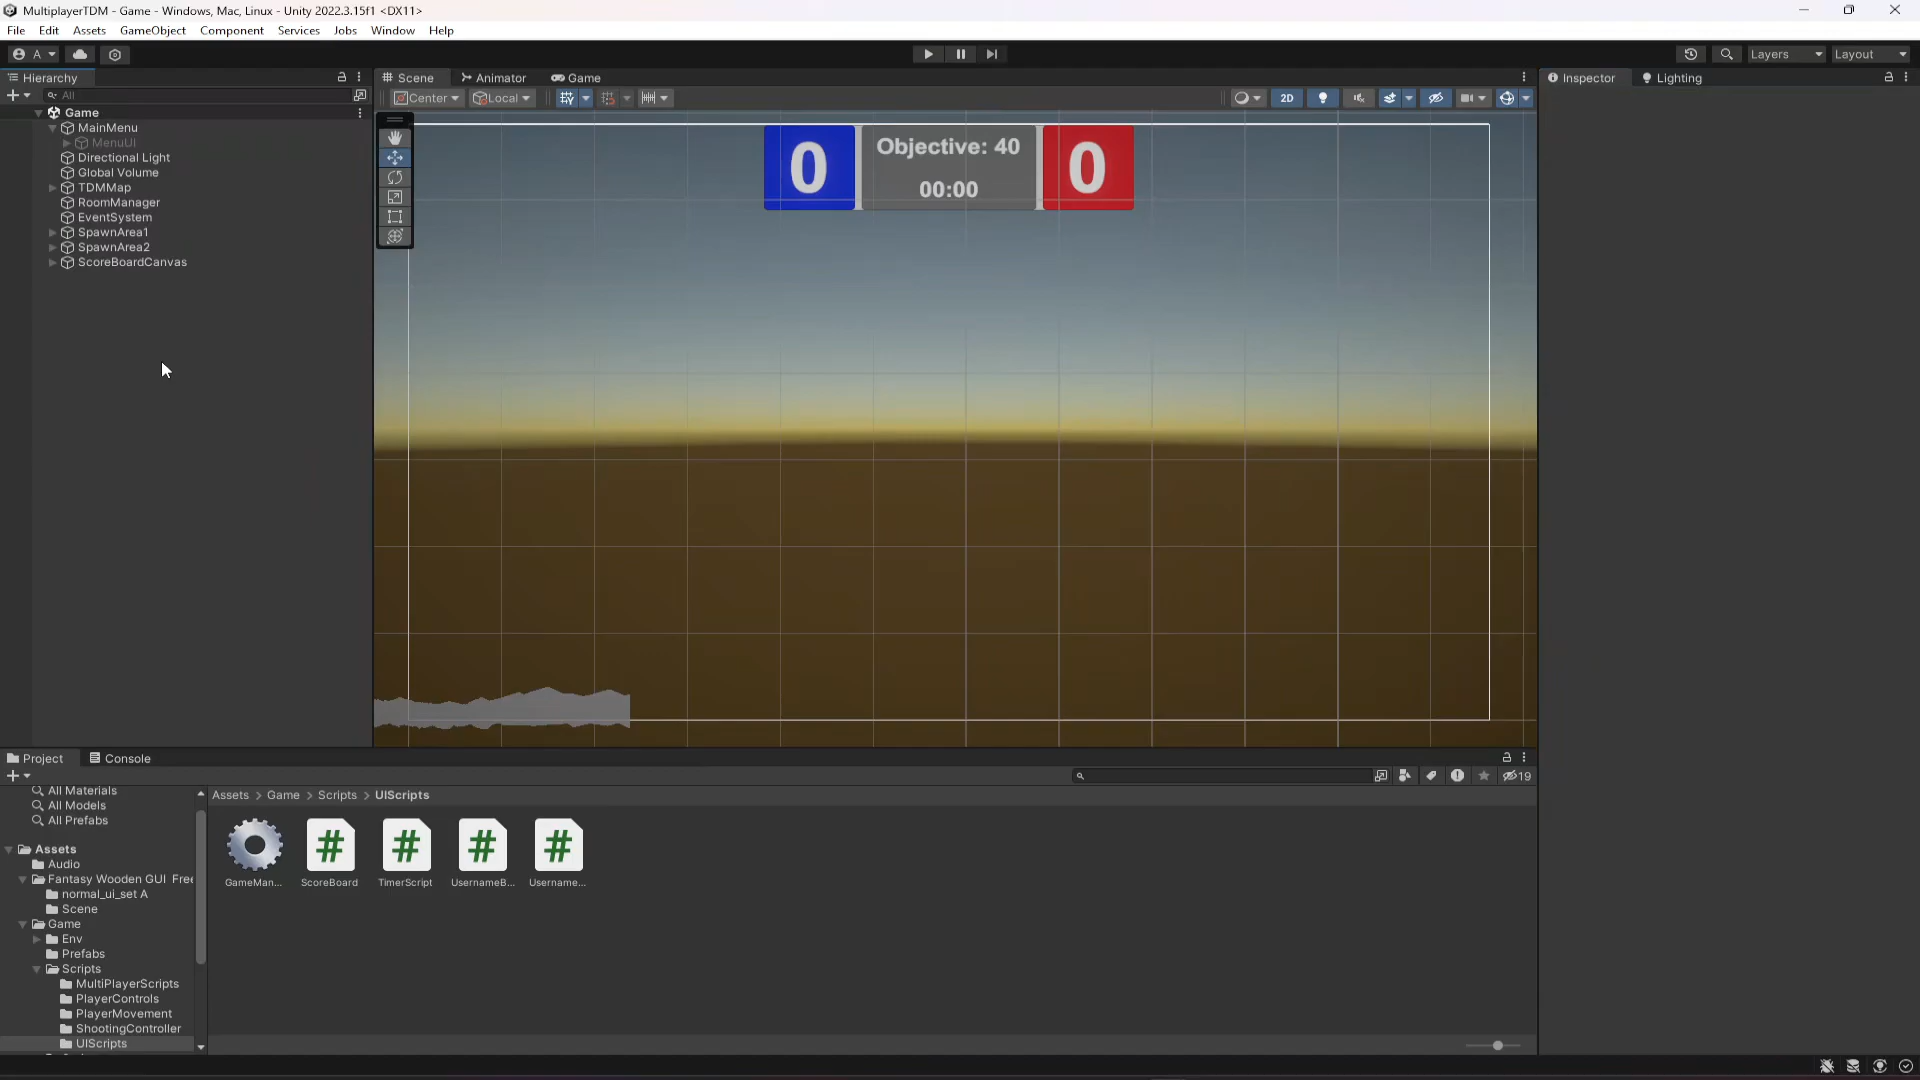 MultiplayerTDM - Game - Windows, Mac, Linux - Unity 2022.3.15f1 <DX11>
File Edit Assets GameObject Component Services Jobs Window Help
A
Layers Layout
Hierarchy
All
Game
MainMenu
MenuUI
Directional Light
Global Volume
TDMMap
RoomManager
EventSystem
SpawnArea1
SpawnArea2
ScoreBoardCanvas
Scene Animator Game
Center Local 2D
0
Objective: 40
00:00
0
Inspector Lighting
Project Console
19
All Materials
All Models
All Prefabs
Assets
Audio
Fantasy Wooden GUI Free
normal_ui_set A
Scene
Game
Env
Prefabs
Scripts
MultiPlayerScripts
PlayerControls
PlayerMovement
ShootingController
UIScripts
Assets > Game > Scripts > UIScripts
GameMan... ScoreBoard TimerScript UsernameB... Username...